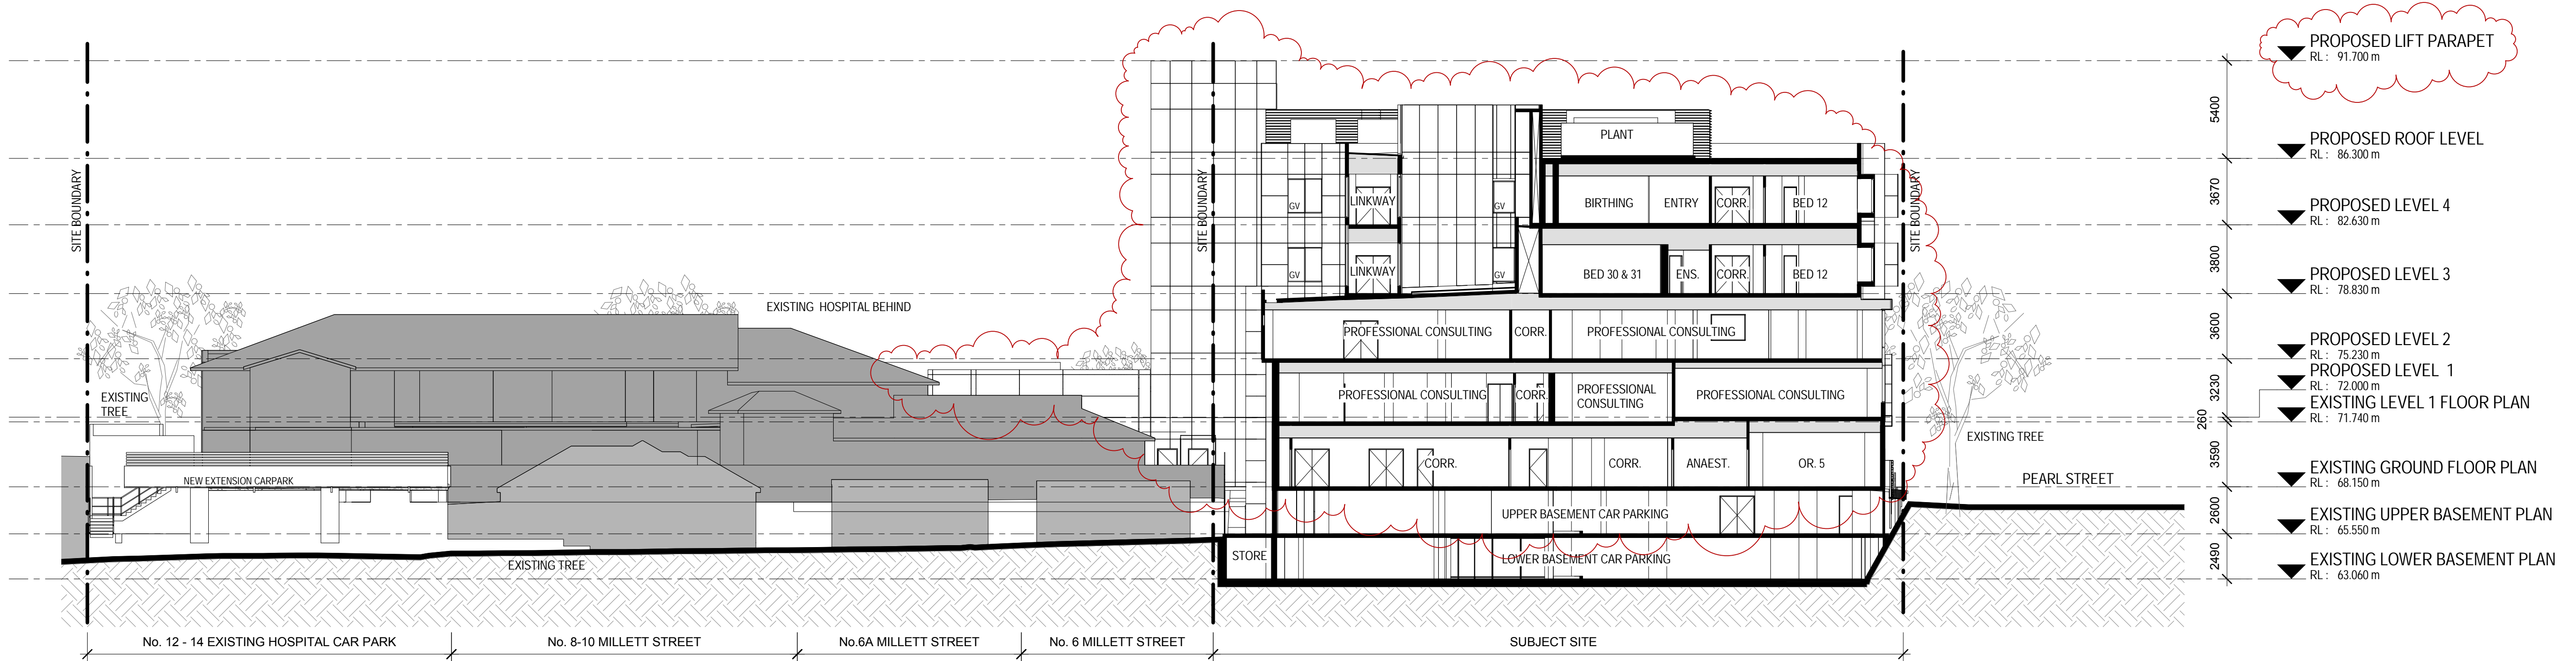 PROPOSED LIFT PARAPET
RL : 91.700 m
5400
PLANT
PROPOSED ROOF LEVEL
RL : 86.300 m
SITE BOUNDARY
SITE BOUNDARY
SITE BOUNDARY
3670
GV
LINKWAY
GV
BIRTHING
ENTRY
CORR.
BED 12
PROPOSED LEVEL 4
RL : 82.630 m
3800
GV
LINKWAY
GV
BED 30 & 31
ENS.
CORR.
BED 12
PROPOSED LEVEL 3
RL : 78.830 m
EXISTING HOSPITAL BEHIND
3600
PROFESSIONAL CONSULTING
CORR.
PROFESSIONAL CONSULTING
PROPOSED LEVEL 2
RL : 75.230 m
PROPOSED LEVEL 1
RL : 72.000 m
3230
EXISTING
TREE
PROFESSIONAL CONSULTING
CORR.
PROFESSIONAL
CONSULTING
PROFESSIONAL CONSULTING
EXISTING LEVEL 1 FLOOR PLAN
RL : 71.740 m
260
EXISTING TREE
3590
CORR.
CORR.
ANAEST.
OR. 5
EXISTING GROUND FLOOR PLAN
RL : 68.150 m
NEW EXTENSION CARPARK
PEARL STREET
2600
UPPER BASEMENT CAR PARKING
EXISTING UPPER BASEMENT PLAN
RL : 65.550 m
2490
STORE
LOWER BASEMENT CAR PARKING
EXISTING LOWER BASEMENT PLAN
RL : 63.060 m
EXISTING TREE
No. 12 - 14 EXISTING HOSPITAL CAR PARK
No. 8-10 MILLETT STREET
No.6A MILLETT STREET
No. 6 MILLETT STREET
SUBJECT SITE